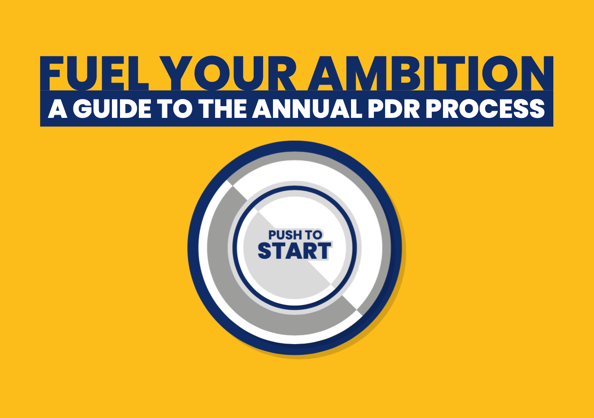 FUEL YOUR AMBITION
A GUIDE TO THE ANNUAL PDR PROCESS
PUSH TO
START